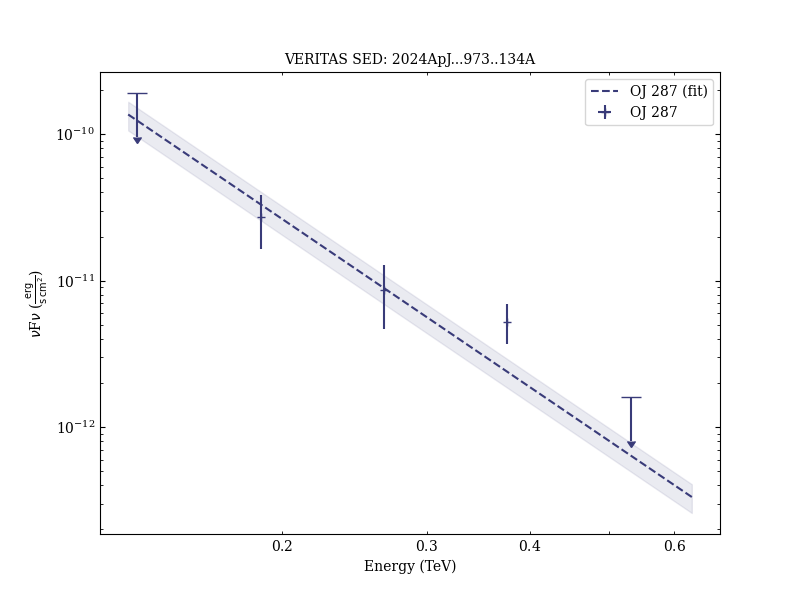 VERITAS SED: 2024ApJ...973..134A
OJ 287 (fit)
OJ 287
10⁻¹⁰
10⁻¹¹
10⁻¹²
νFν (erg / s cm²)
0.2 0.3 0.4 0.6
Energy (TeV)